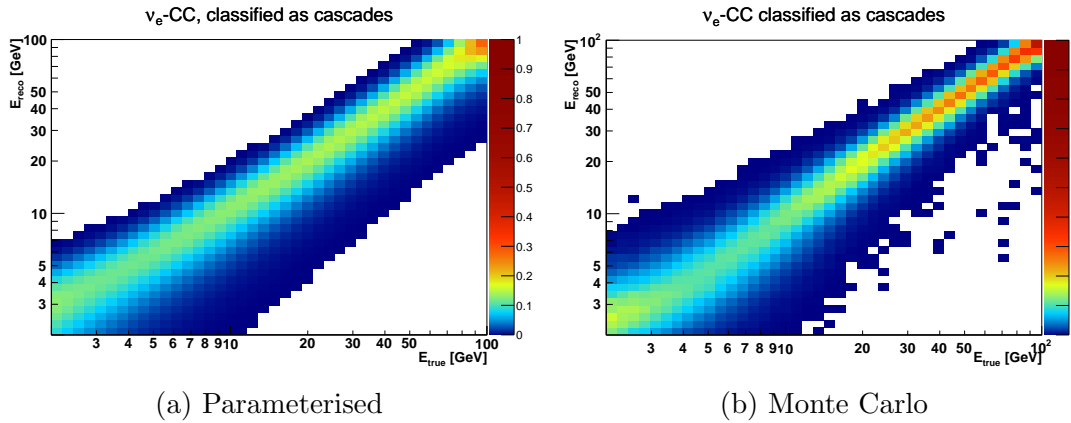 νe-CC, classified as cascades
E_reco [GeV]
100
50
40
30
20
10
5
4
3
3 4 5 6 7 8 9 10 20 30 40 50 100
E_true [GeV]
1
0.9
0.8
0.7
0.6
0.5
0.4
0.3
0.2
0.1
0
(a) Parameterised
νe-CC classified as cascades
E_reco [GeV]
10²
50
40
30
20
10
5
4
3
3 4 5 6 7 8 9 10 20 30 40 50 10²
E_true [GeV]
(b) Monte Carlo